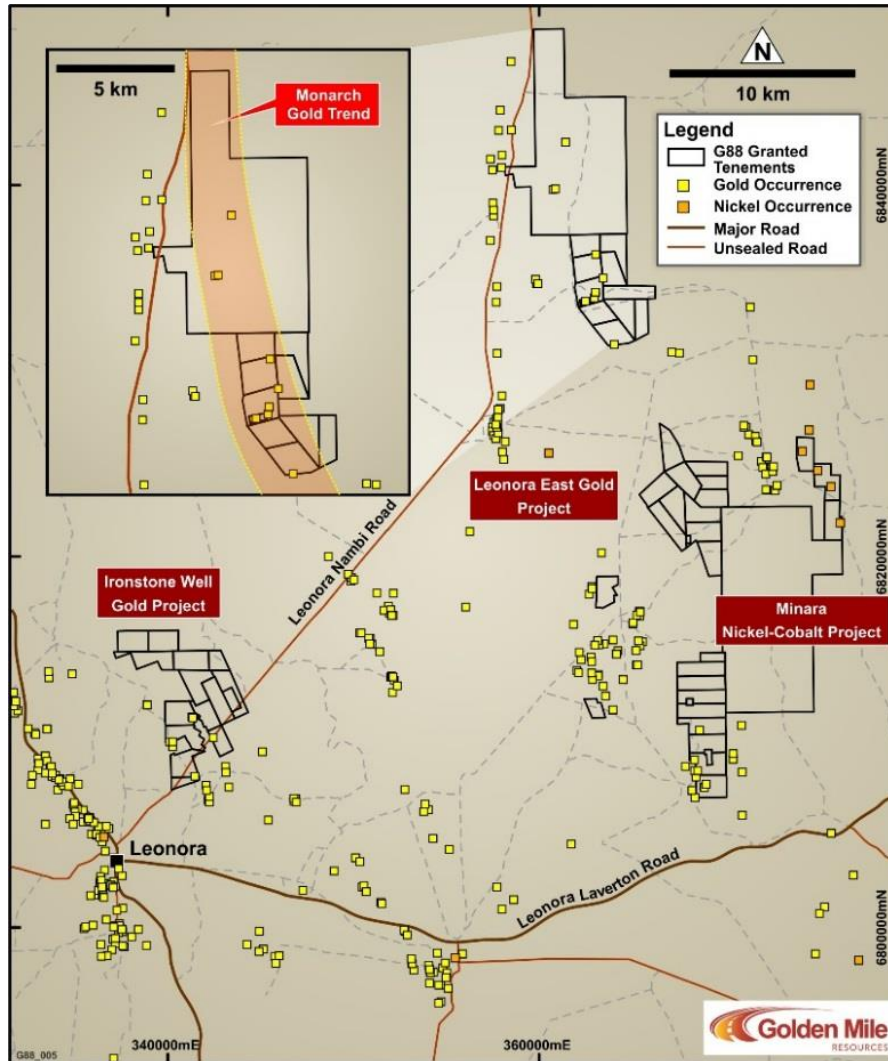 5 km
Monarch
Gold Trend
N
10 km
Legend
G88 Granted
Tenements
Gold Occurrence
Nickel Occurrence
Major Road
Unsealed Road
6840000mN
Leonora East Gold
Project
Leonora Nambi Road
6820000mN
Ironstone Well
Gold Project
Minara
Nickel-Cobalt Project
Leonora
Leonora Laverton Road
6800000mN
340000mE
360000mE
G88_005
Golden Mile
RESOURCES